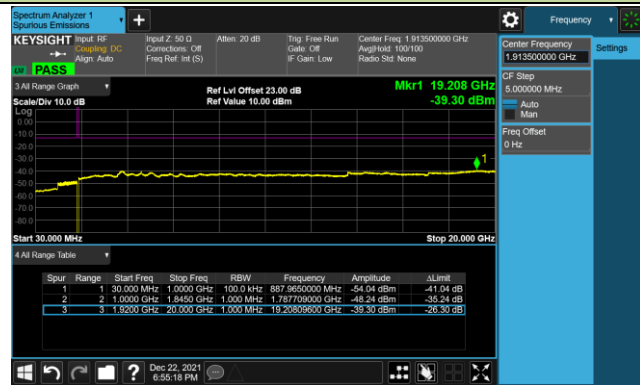 Spectrum Analyzer 1
Spurious Emissions
Frequency
KEYSIGHT
Input: RF
Coupling: DC
Align: Auto
Input Z: 50 Ω
Corrections: Off
Freq Ref: Int (S)
Atten: 20 dB
Trig: Free Run
Gate: Off
IF Gain: Low
Center Freq: 1.913500000 GHz
Avg|Hold: 100/100
Radio Std: None
PASS
Center Frequency
1.913500000 GHz
Settings
CF Step
5.000000 MHz
Auto
Man
Freq Offset
0 Hz
3 All Range Graph
Ref Lvl Offset 23.00 dB
Mkr1 19.208 GHz
Scale/Div 10.0 dB
Ref Value 10.00 dBm
-39.30 dBm
Log
0.00
-10.0
-20.0
-30.0
-40.0
-50.0
-60.0
-70.0
-80.0
1
Start 30.000 MHz
Stop 20.000 GHz
4 All Range Table
Spur Range Start Freq Stop Freq RBW Frequency Amplitude ΔLimit
1 1 30.000 MHz 1.0000 GHz 100.0 kHz 887.9650000 MHz -54.04 dBm -41.04 dB
2 2 1.0000 GHz 1.8450 GHz 1.000 MHz 1.787709000 GHz -48.24 dBm -35.24 dB
3 3 1.9200 GHz 20.000 GHz 1.000 MHz 19.20809600 GHz -39.30 dBm -26.30 dB
Dec 22, 2021
6:55:18 PM